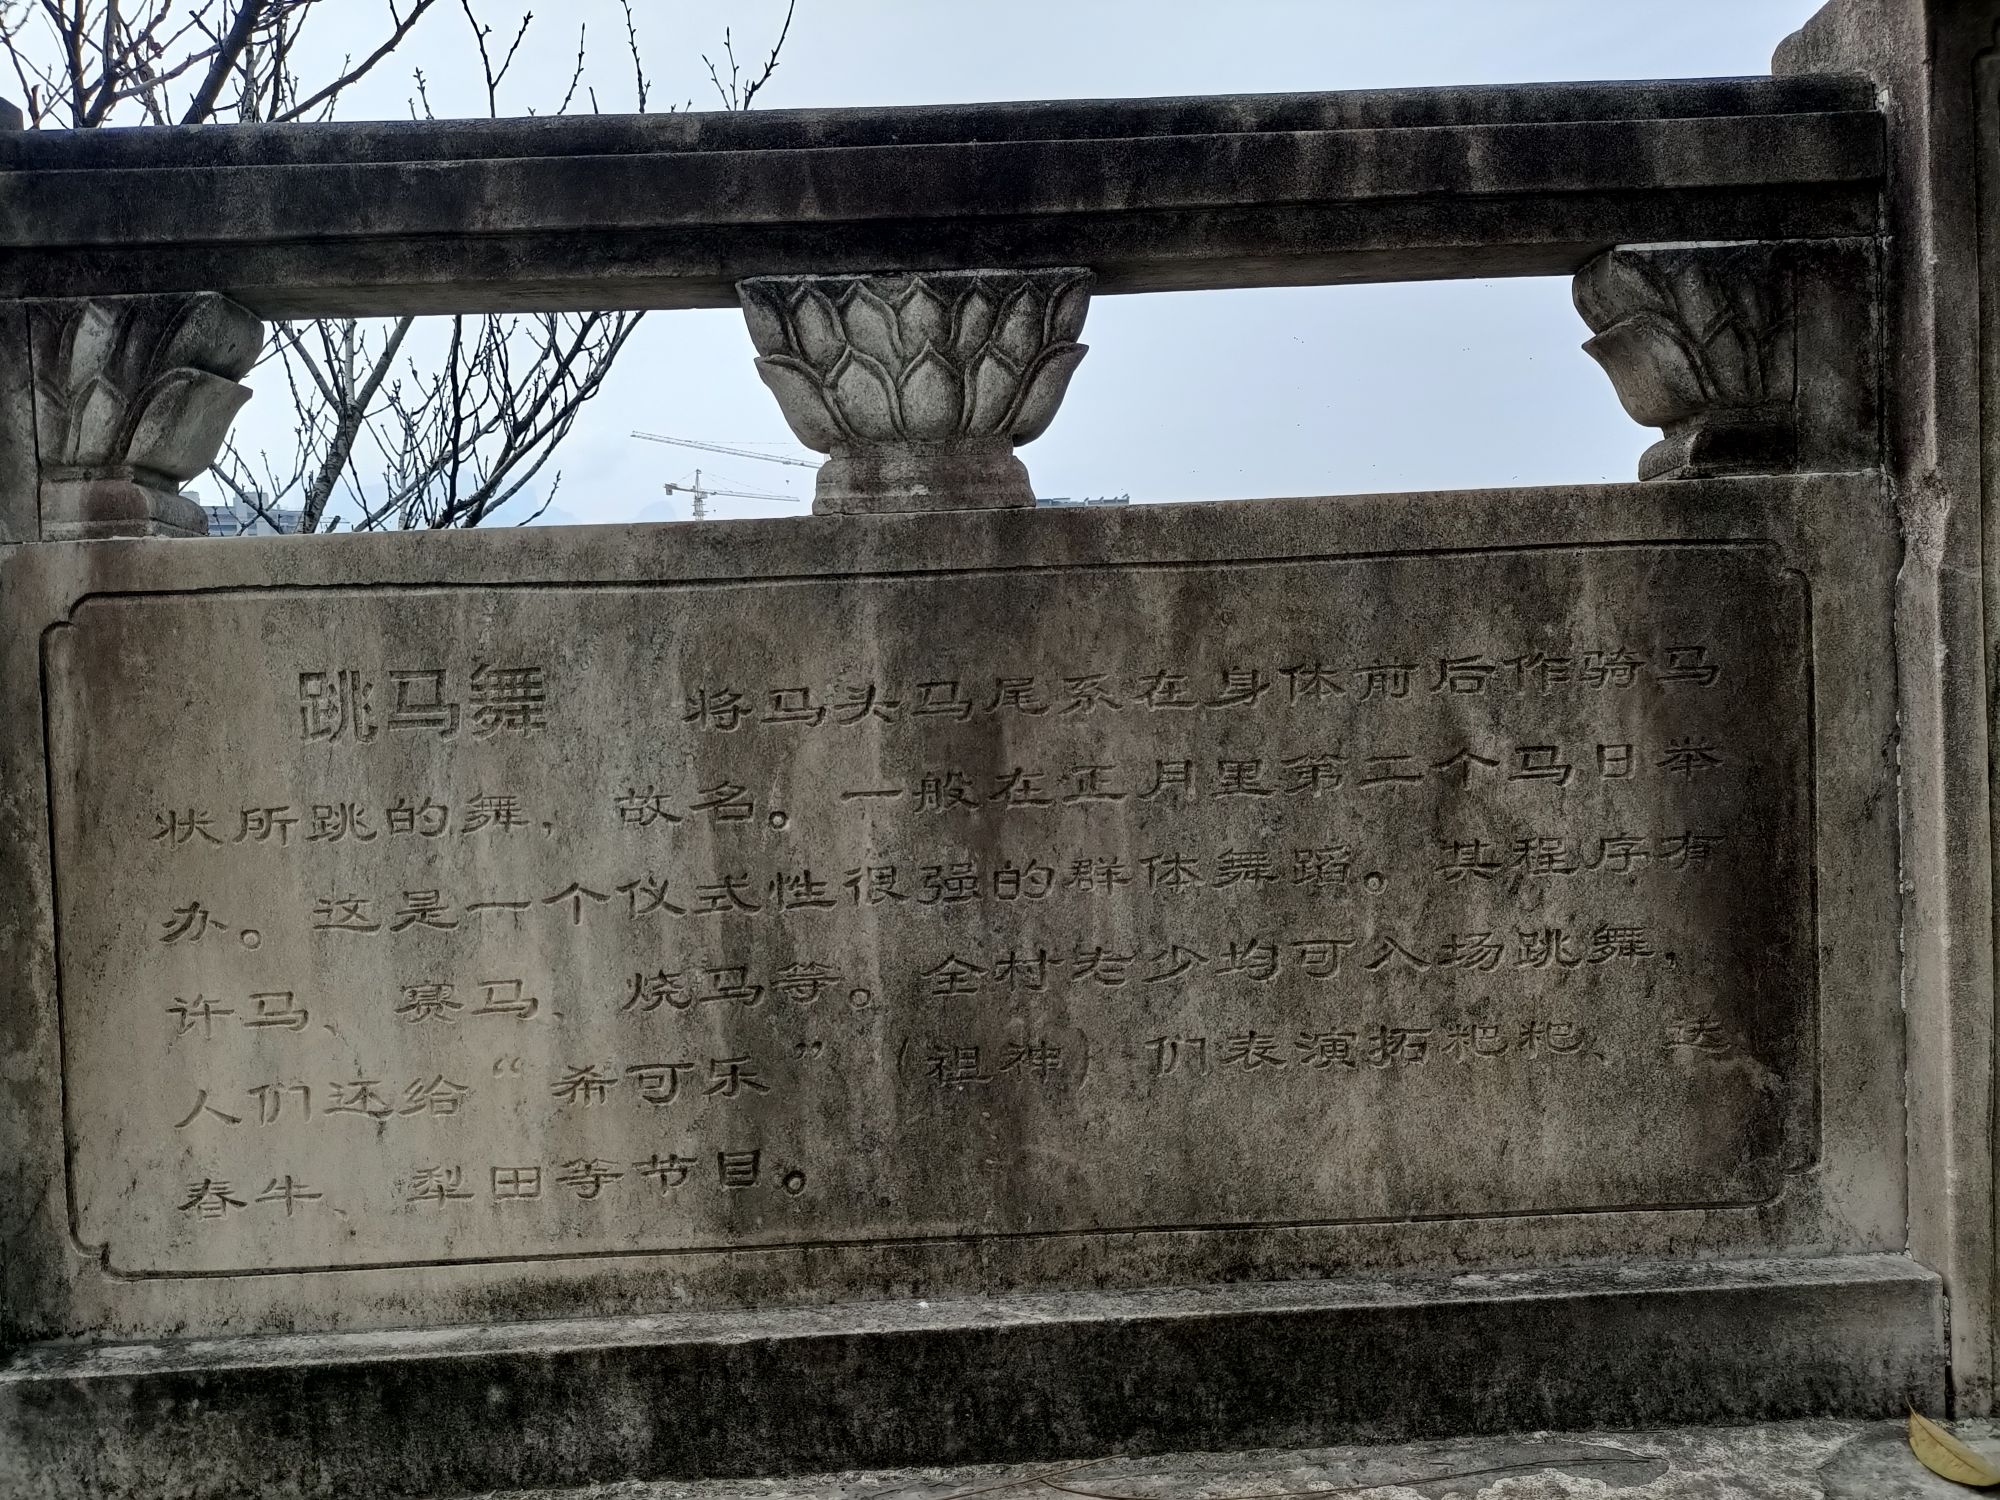 跳马舞 将马头马尾系在身体前后作骑马
状所跳的舞，故名。一般在正月里第二个马日举
办。这是一个仪式性很强的群体舞蹈。其程序有
许马、赛马、烧马等。全村老少均可入场跳舞，
人们还给“希可乐”（祖神）们表演拓粑粑、送
春牛、犁田等节目。